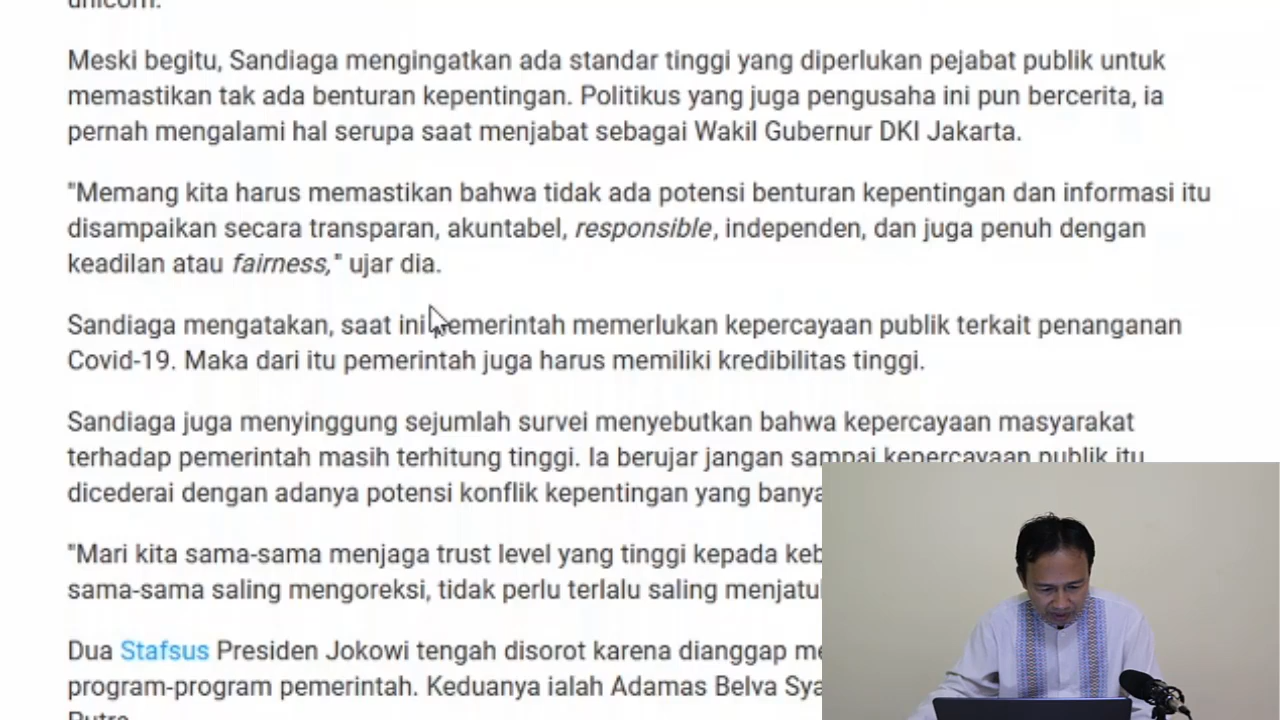 unicorn.
Meski begitu, Sandiaga mengingatkan ada standar tinggi yang diperlukan pejabat publik untuk
memastikan tak ada benturan kepentingan. Politikus yang juga pengusaha ini pun bercerita, ia
pernah mengalami hal serupa saat menjabat sebagai Wakil Gubernur DKI Jakarta.
"Memang kita harus memastikan bahwa tidak ada potensi benturan kepentingan dan informasi itu
disampaikan secara transparan, akuntabel, responsible, independen, dan juga penuh dengan
keadilan atau fairness," ujar dia.
Sandiaga mengatakan, saat ini pemerintah memerlukan kepercayaan publik terkait penanganan
Covid-19. Maka dari itu pemerintah juga harus memiliki kredibilitas tinggi.
Sandiaga juga menyinggung sejumlah survei menyebutkan bahwa kepercayaan masyarakat
terhadap pemerintah masih terhitung tinggi. Ia berujar jangan sampai kepercayaan publik itu
dicederai dengan adanya potensi konflik kepentingan yang
"Mari kita sama-sama menjaga trust level yang tinggi kepada
sama-sama saling mengoreksi, tidak perlu terlalu saling
Dua Stafsus Presiden Jokowi tengah disorot karena dianggap
program-program pemerintah. Keduanya ialah Adamas Belva
Putra